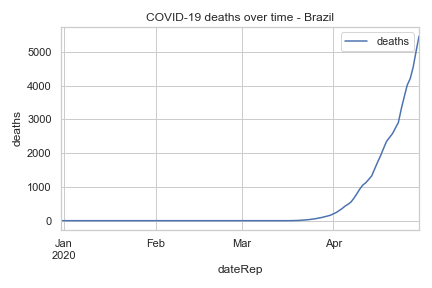 COVID-19 deaths over time - Brazil
deaths
deaths
5000
4000
3000
2000
1000
0
Jan
2020
Feb
Mar
Apr
dateRep